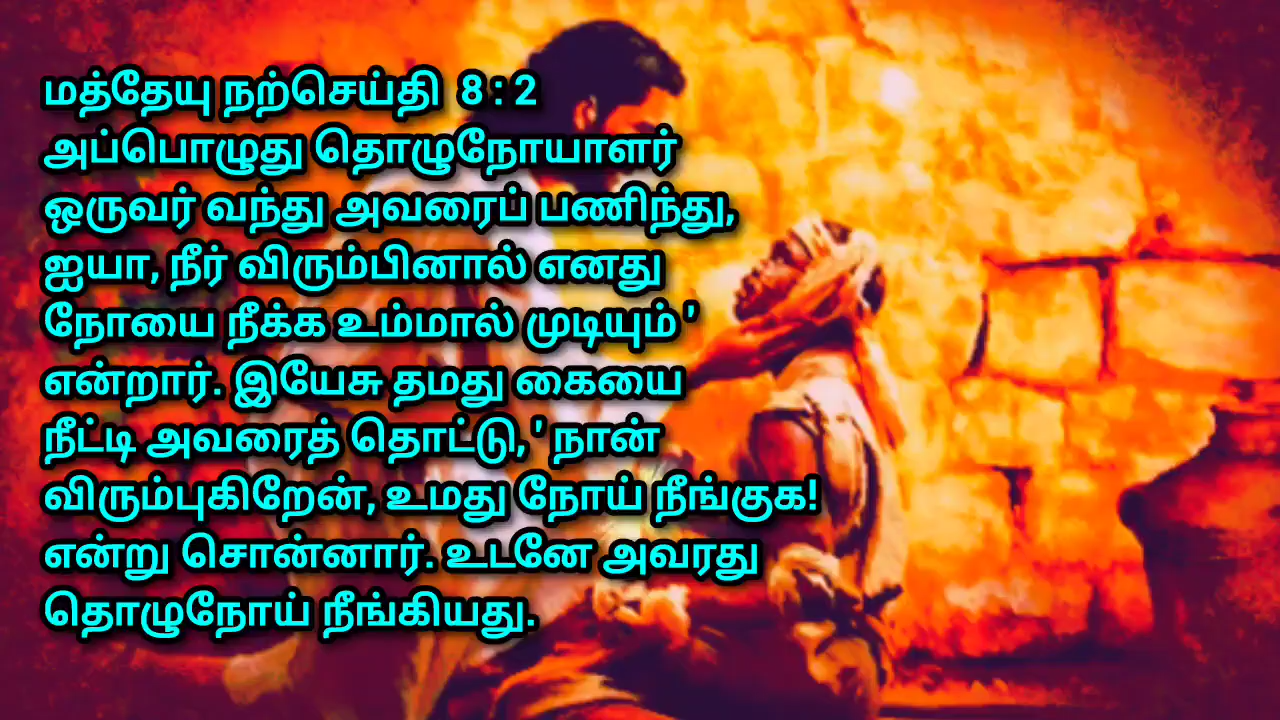 மத்தேயு நற்செய்தி 8 : 2
அப்பொழுது தொழுநோயாளர்
ஒருவர் வந்து அவரைப் பணிந்து,
ஐயா, நீர் விரும்பினால் எனது
நோயை நீக்க உம்மால் முடியும் '
என்றார். இயேசு தமது கையை
நீட்டி அவரைத் தொட்டு, ' நான்
விரும்புகிறேன், உமது நோய் நீங்குக!
என்று சொன்னார். உடனே அவரது
தொழுநோய் நீங்கியது.